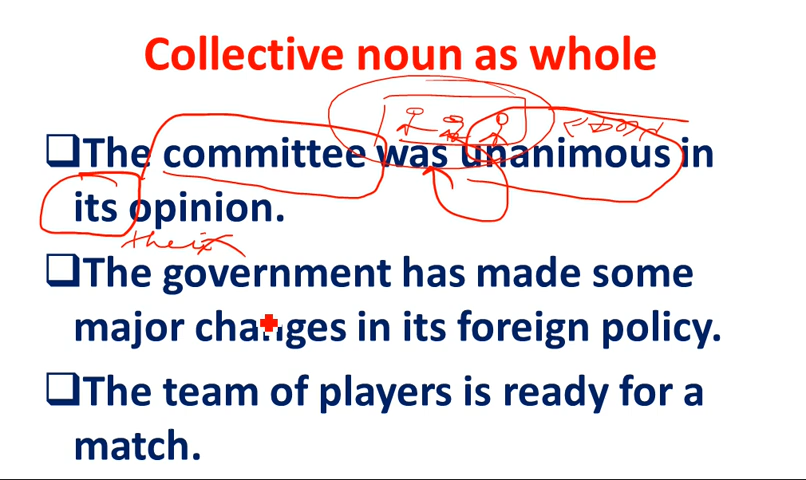 Collective noun as whole
❑The committee was unanimous in
its opinion.
their
❑The government has made some
major changes in its foreign policy.
❑The team of players is ready for a
match.